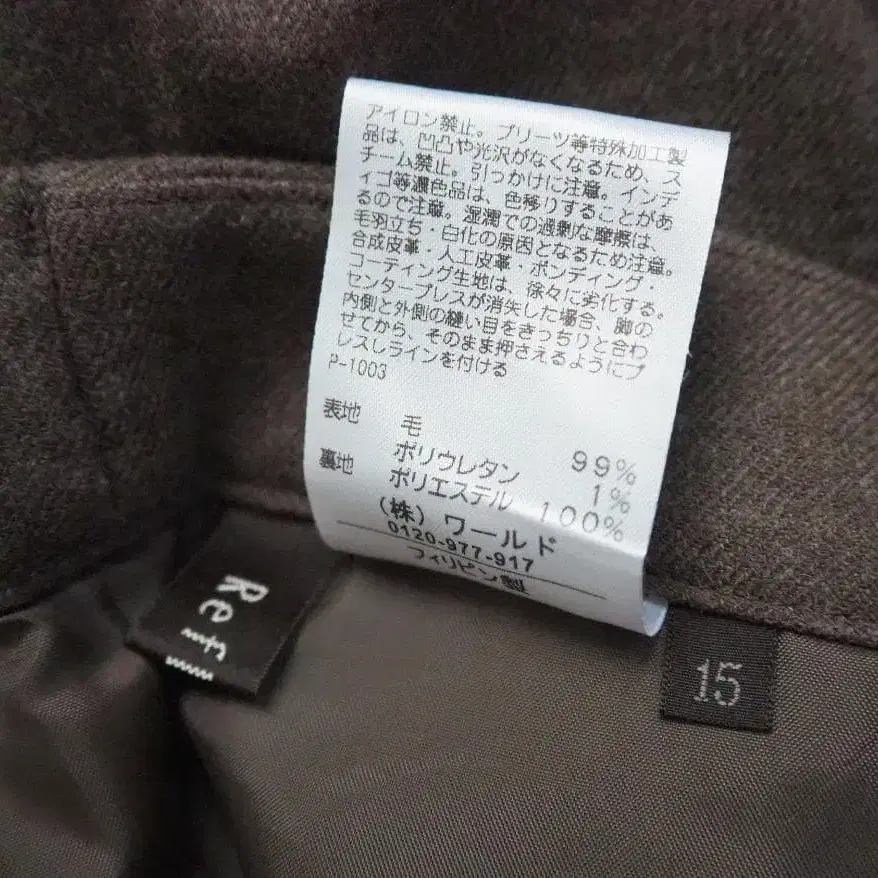 アイロン禁止。プリーツ等特殊加工製
品は、凹凸や光沢がなくなるため、ス
チーム禁止。引っかけに注意。インデ
ィゴ等濃色品は、色移りすることがあ
るので注意。湿潤での過剰な摩擦は、
毛羽立ち・白化の原因となるため注意。
合成皮革・人工皮革・ボンディング・
コーティング生地は、徐々に劣化する。
センタープレスが消失した場合、脚の
内側と外側の縫い目をきっちりと合わ
せてから、そのまま押さえるようにプ
レスしラインを付ける
P-1003
表地 毛 99%
ポリウレタン 1%
裏地 ポリエステル 100%
(株) ワールド
0120-977-917
フィリピン製
Ref
15